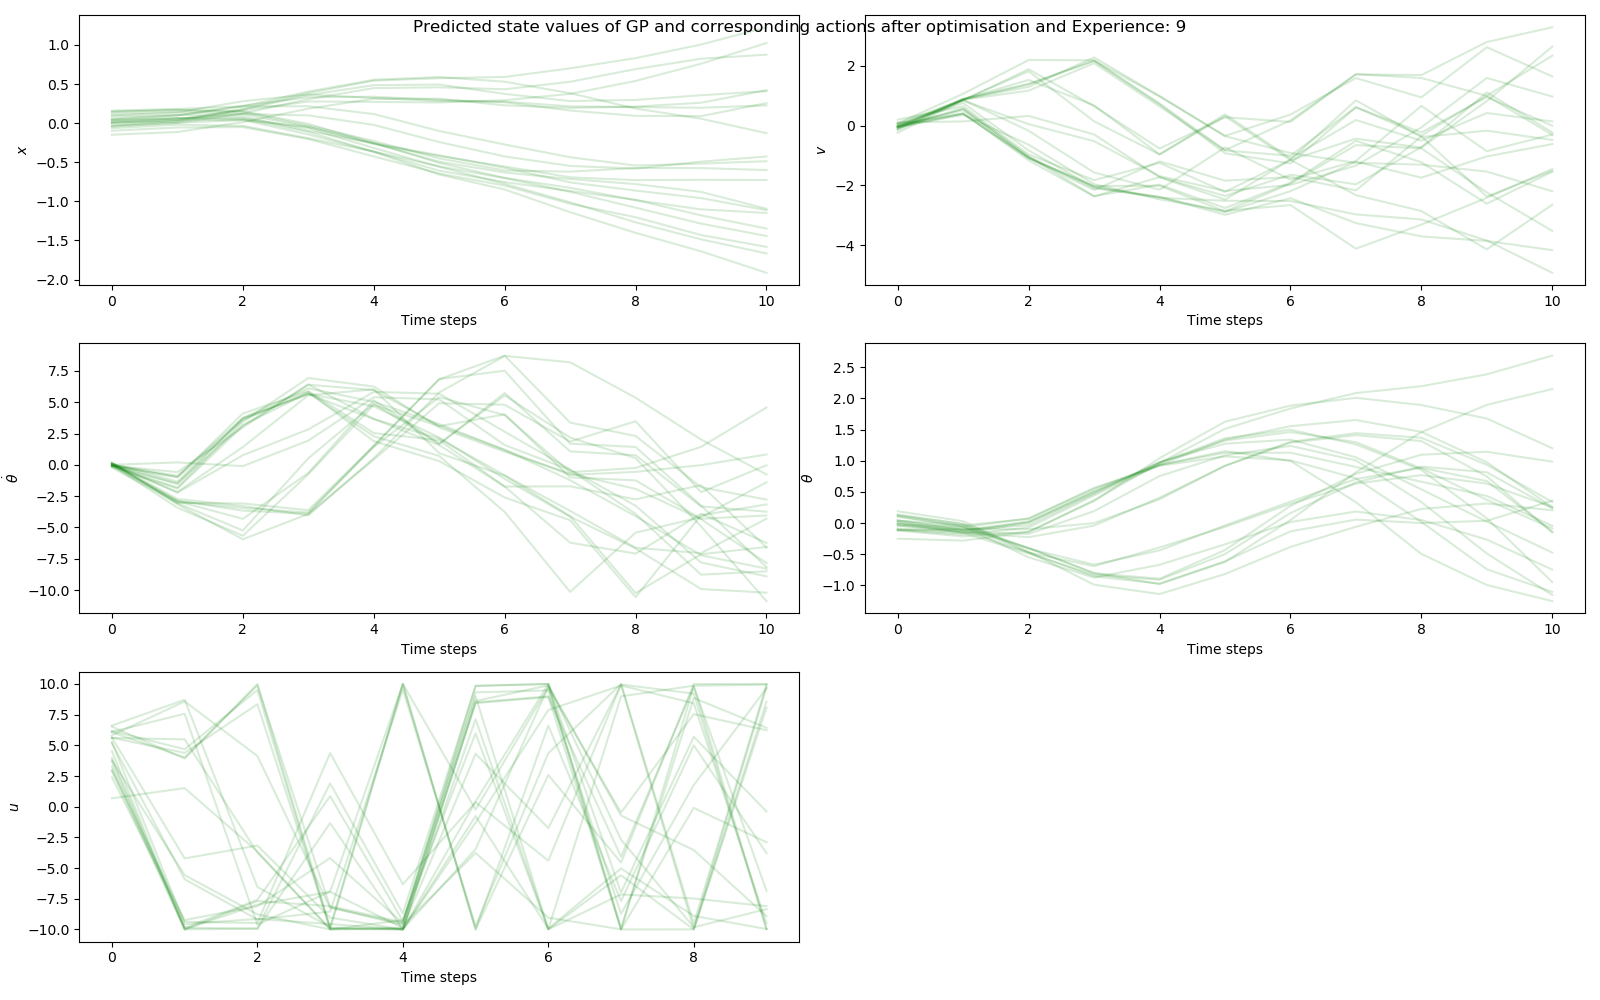 Predicted state values of GP and corresponding actions after optimisation and Experience: 9
1.0
0.5
0.0
−0.5
−1.0
−1.5
−2.0
x
0 2 4 6 8 10
Time steps
2
0
−2
−4
v
0 2 4 6 8 10
Time steps
7.5
5.0
2.5
0.0
−2.5
−5.0
−7.5
−10.0
θ̇
0 2 4 6 8 10
Time steps
2.5
2.0
1.5
1.0
0.5
0.0
−0.5
−1.0
θ
0 2 4 6 8 10
Time steps
10.0
7.5
5.0
2.5
0.0
−2.5
−5.0
−7.5
−10.0
u
0 2 4 6 8
Time steps